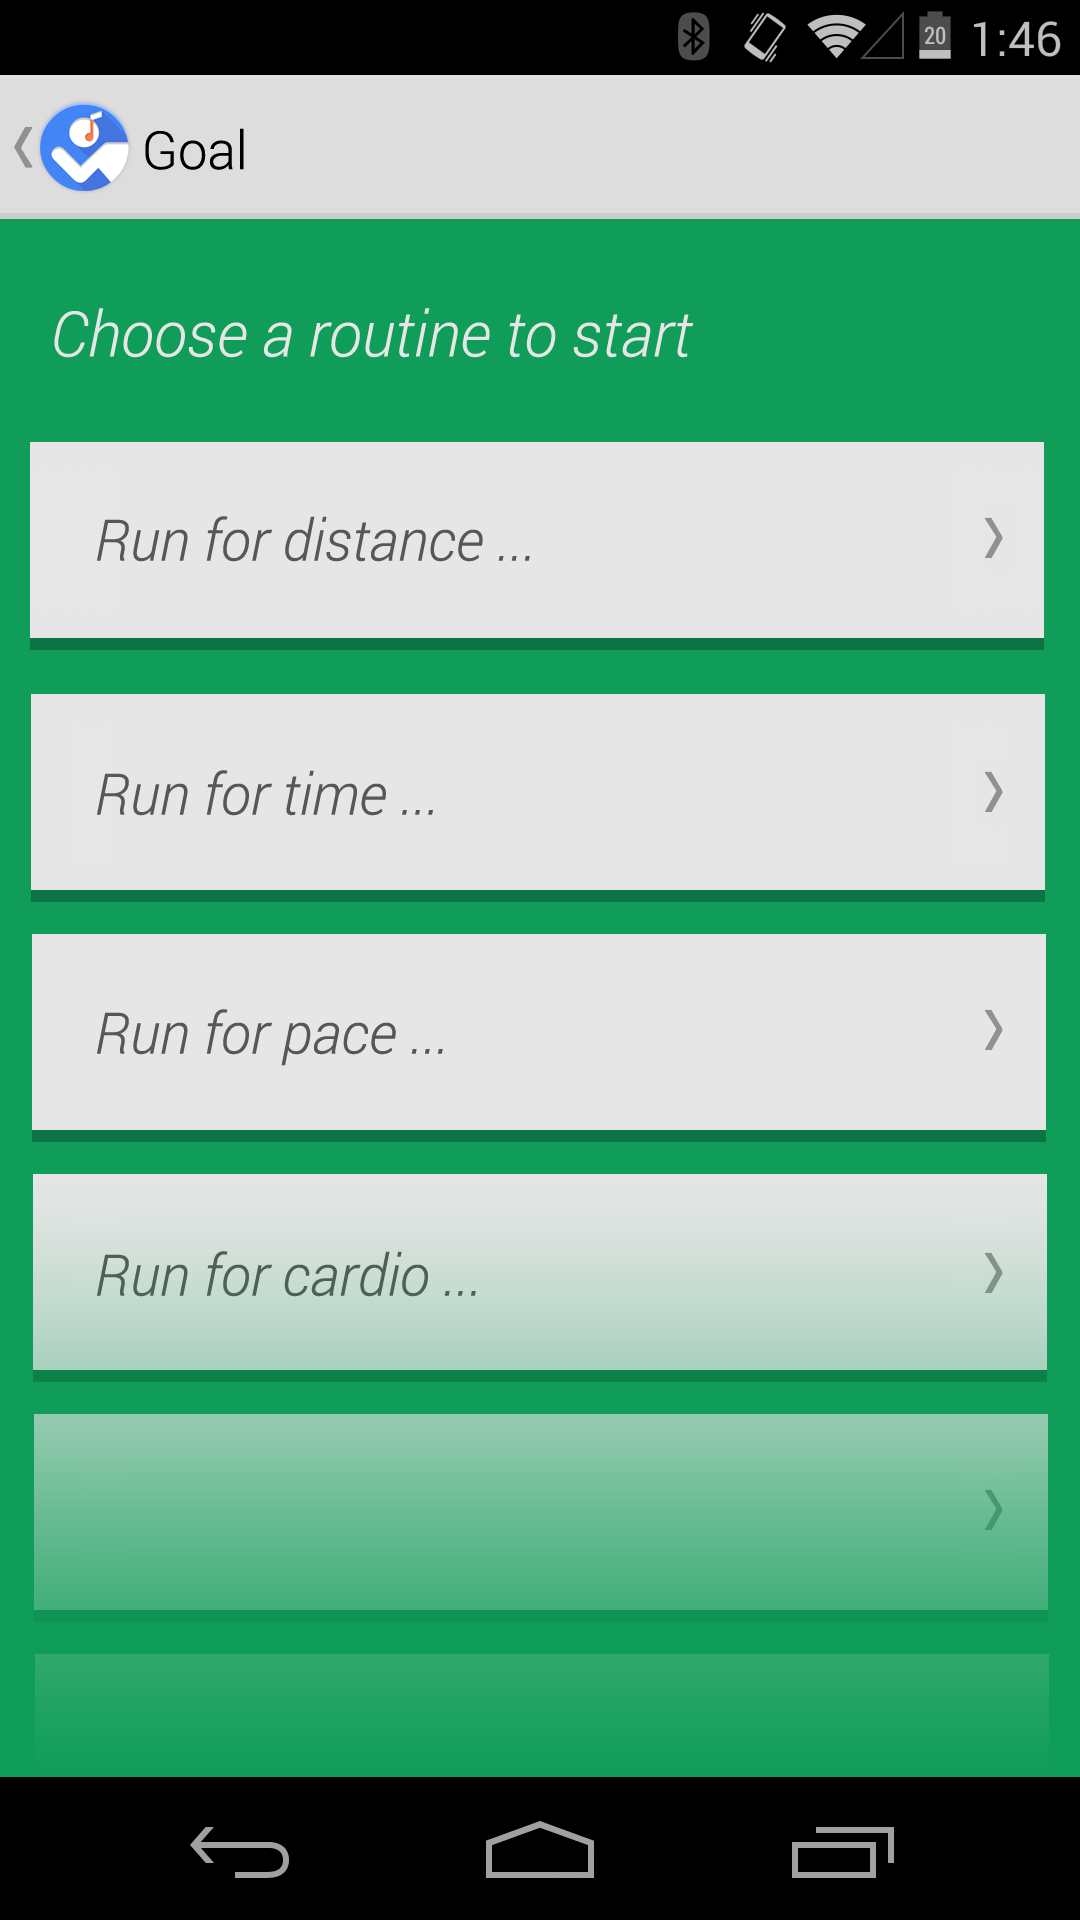 20 1:46
Goal
Choose a routine to start
Run for distance ...
Run for time ...
Run for pace ...
Run for cardio ...